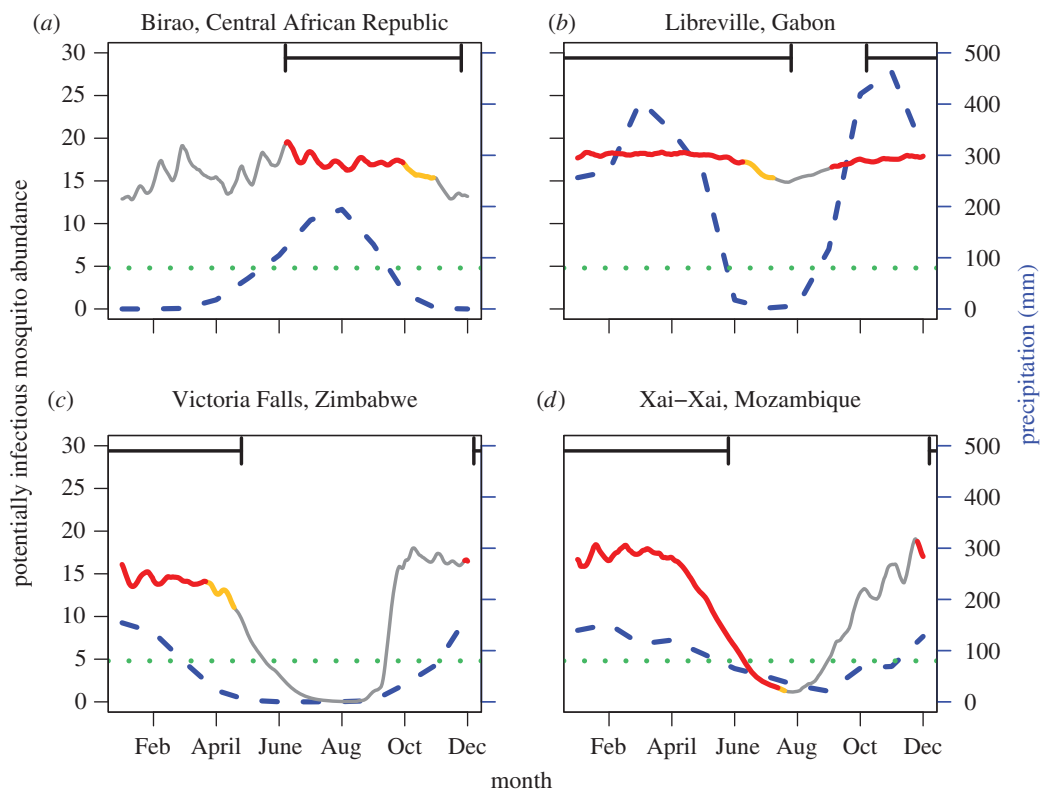 (a) Birao, Central African Republic
(b) Libreville, Gabon
30
25
20
15
10
5
0
500
400
300
200
100
0
(c) Victoria Falls, Zimbabwe
(d) Xai–Xai, Mozambique
30
25
20
15
10
5
0
500
400
300
200
100
0
potentially infectious mosquito abundance
precipitation (mm)
Feb April June Aug Oct Dec
Feb April June Aug Oct Dec
month